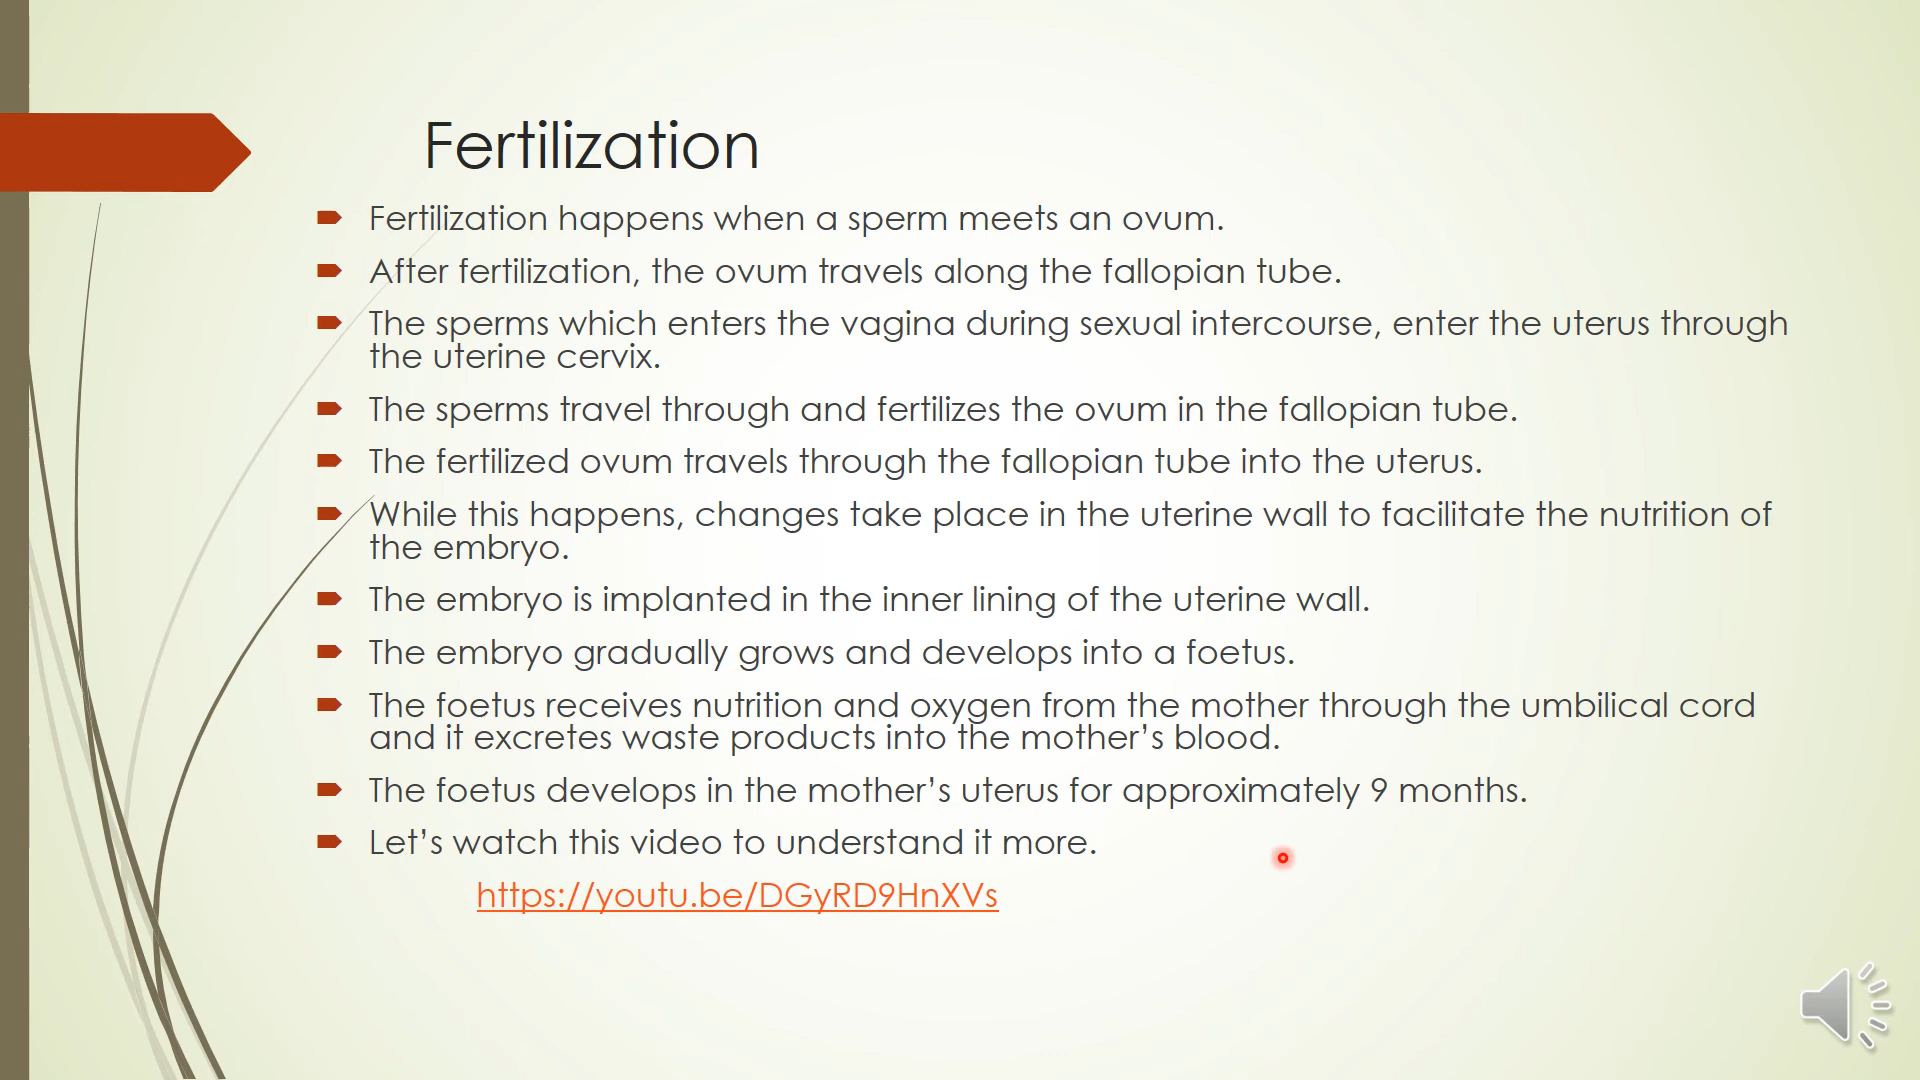 Fertilization
Fertilization happens when a sperm meets an ovum.
After fertilization, the ovum travels along the fallopian tube.
The sperms which enters the vagina during sexual intercourse, enter the uterus through
the uterine cervix.
The sperms travel through and fertilizes the ovum in the fallopian tube.
The fertilized ovum travels through the fallopian tube into the uterus.
While this happens, changes take place in the uterine wall to facilitate the nutrition of
the embryo.
The embryo is implanted in the inner lining of the uterine wall.
The embryo gradually grows and develops into a foetus.
The foetus receives nutrition and oxygen from the mother through the umbilical cord
and it excretes waste products into the mother’s blood.
The foetus develops in the mother’s uterus for approximately 9 months.
Let’s watch this video to understand it more.
https://youtu.be/DGyRD9HnXVs